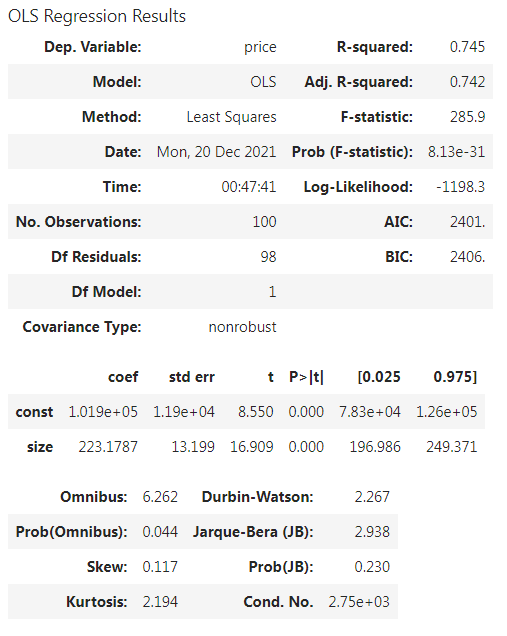 OLS Regression Results
Dep. Variable: price R-squared: 0.745
Model: OLS Adj. R-squared: 0.742
Method: Least Squares F-statistic: 285.9
Date: Mon, 20 Dec 2021 Prob (F-statistic): 8.13e-31
Time: 00:47:41 Log-Likelihood: -1198.3
No. Observations: 100 AIC: 2401.
Df Residuals: 98 BIC: 2406.
Df Model: 1
Covariance Type: nonrobust
coef std err t P>|t| [0.025 0.975]
const 1.019e+05 1.19e+04 8.550 0.000 7.83e+04 1.26e+05
size 223.1787 13.199 16.909 0.000 196.986 249.371
Omnibus: 6.262 Durbin-Watson: 2.267
Prob(Omnibus): 0.044 Jarque-Bera (JB): 2.938
Skew: 0.117 Prob(JB): 0.230
Kurtosis: 2.194 Cond. No. 2.75e+03